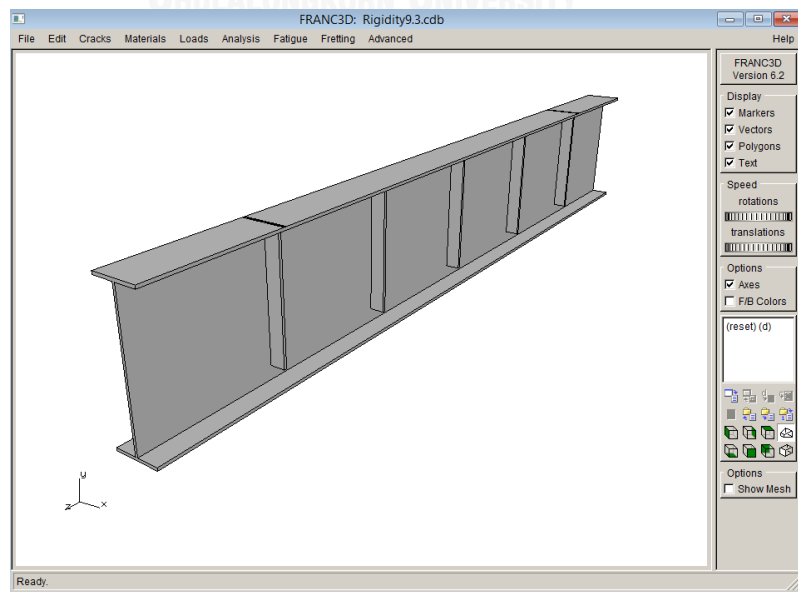 FRANC3D: Rigidity9.3.cdb
File Edit Cracks Materials Loads Analysis Fatigue Fretting Advanced Help
FRANC3D
Version 6.2
Display
Markers
Vectors
Polygons
Text
Speed
rotations
translations
Options
Axes
F/B Colors
(reset) (d)
Options
Show Mesh
y
z x
Ready.